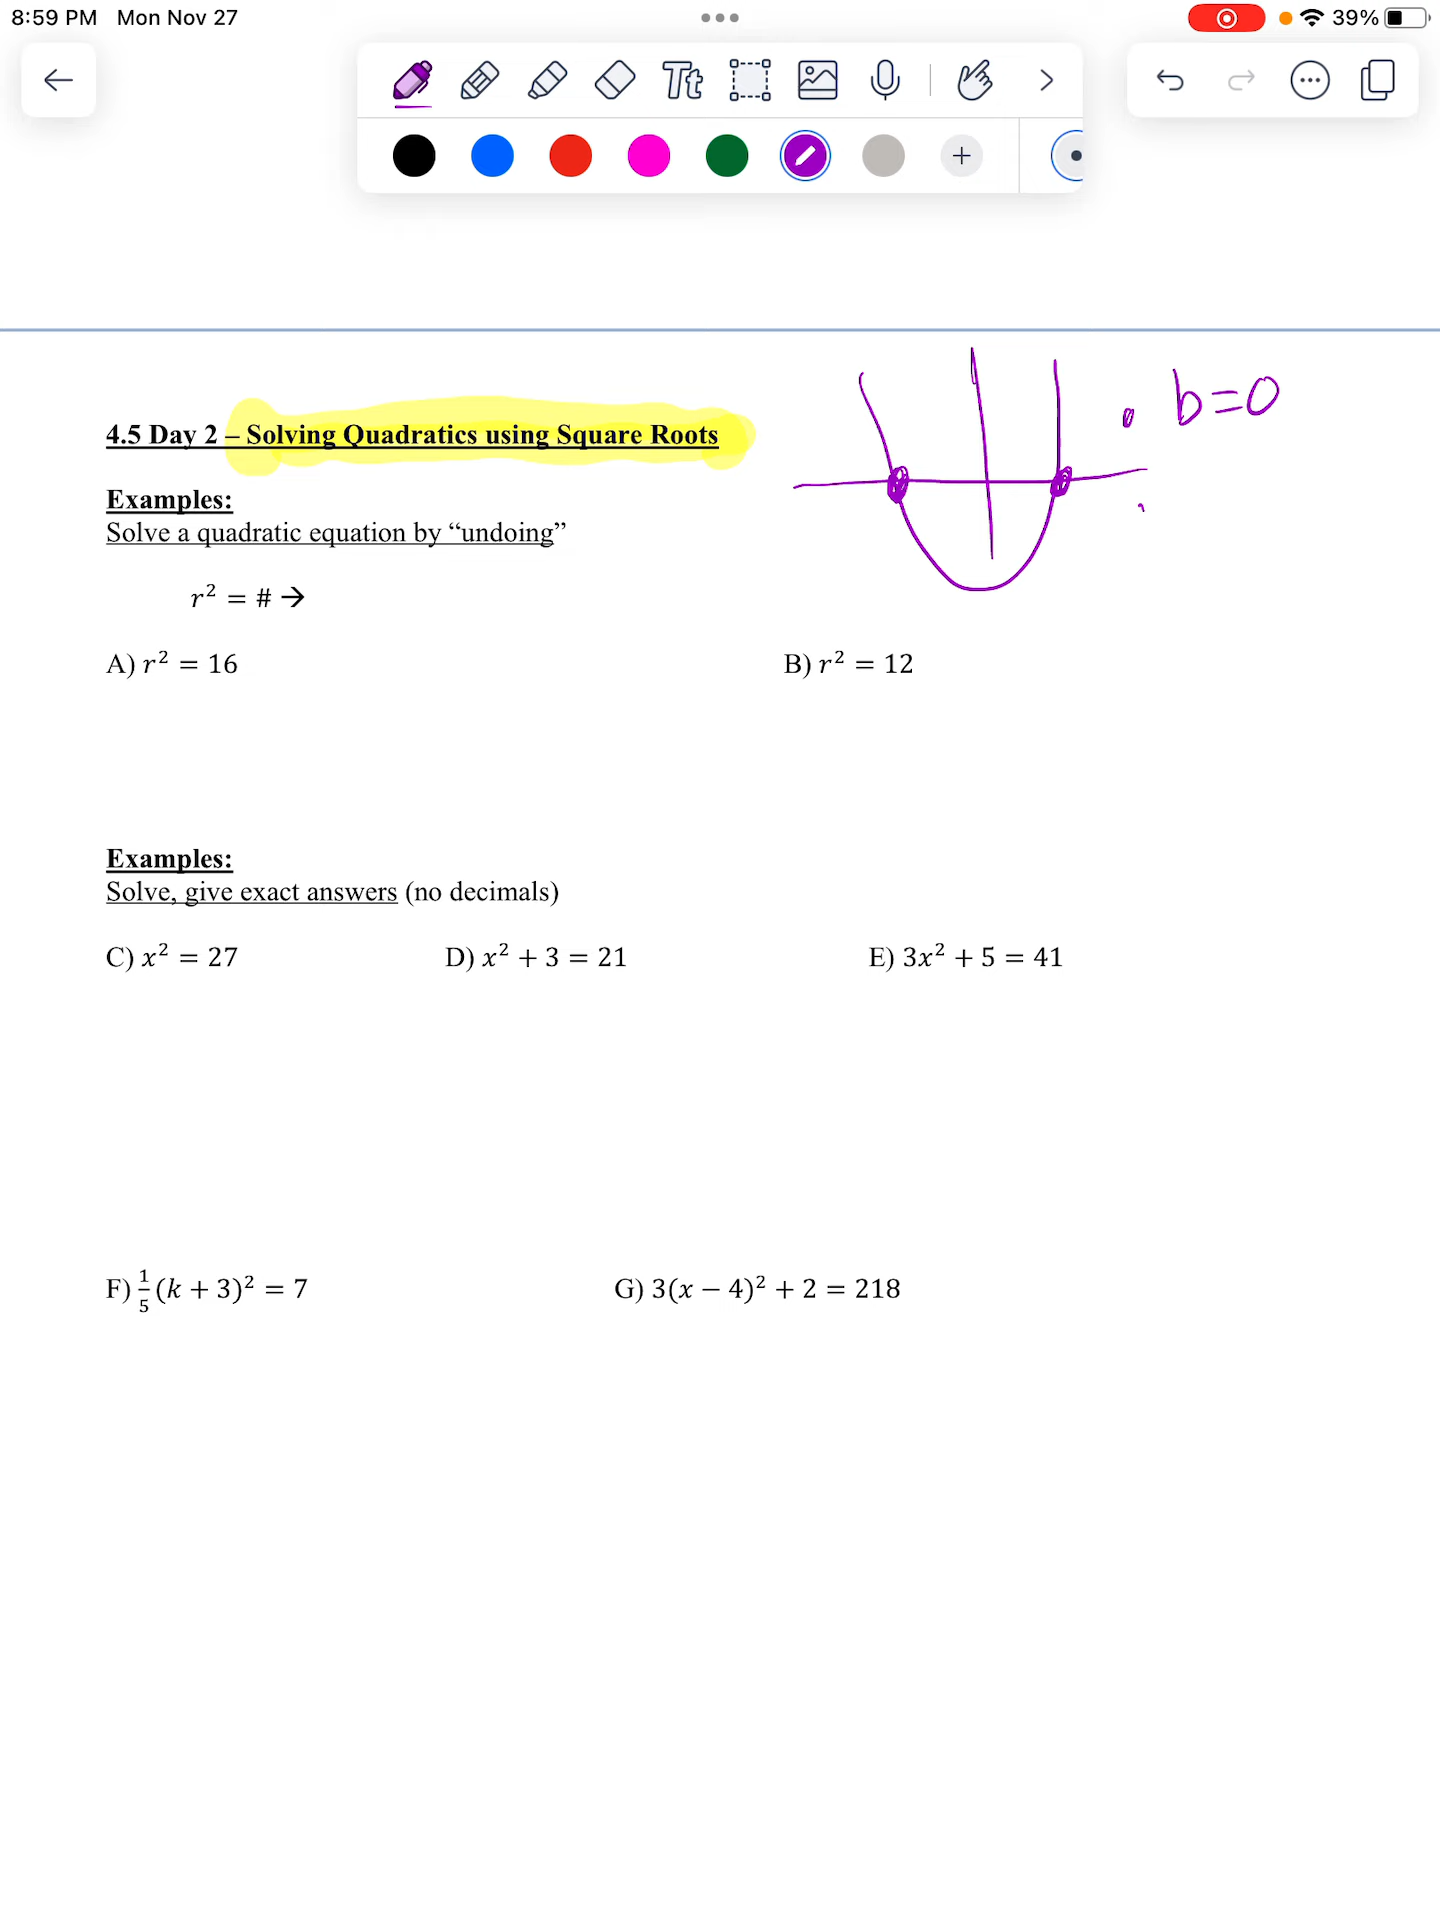 8:59 PM Mon Nov 27
39%
Tt
b=0
4.5 Day 2 – Solving Quadratics using Square Roots
Examples:
Solve a quadratic equation by “undoing”
r² = # →
A) r² = 16
B) r² = 12
Examples:
Solve, give exact answers (no decimals)
C) x² = 27
D) x² + 3 = 21
E) 3x² + 5 = 41
F) 1/5 (k + 3)² = 7
G) 3(x − 4)² + 2 = 218